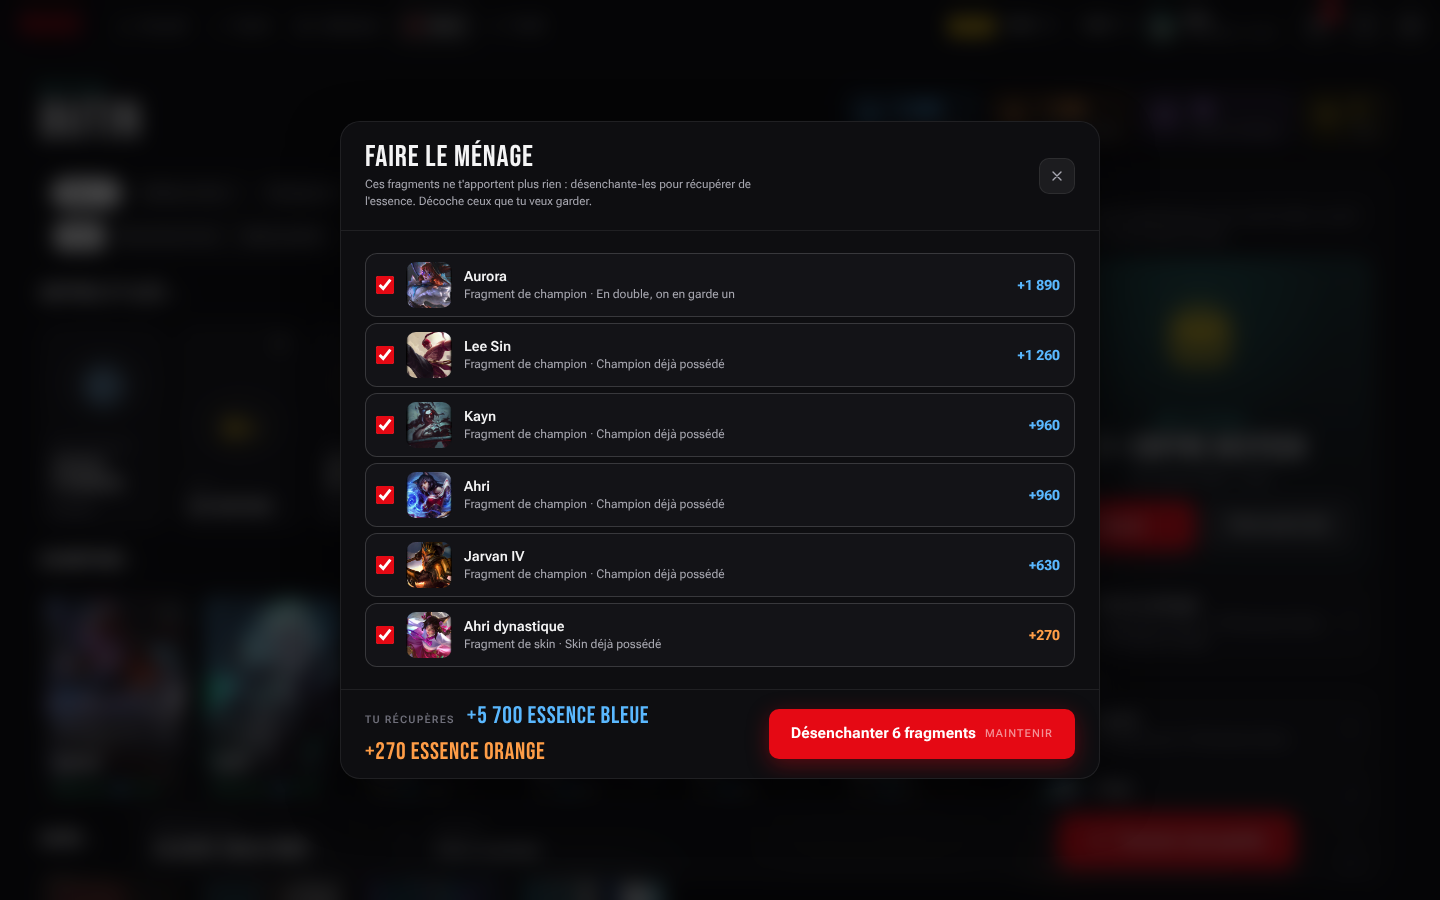 FAIRE LE MÉNAGE
Ces fragments ne t'apportent plus rien : désenchante-les pour récupérer de
l'essence. Décoche ceux que tu veux garder.
Aurora
Fragment de champion · En double, on en garde un
+1 890
Lee Sin
Fragment de champion · Champion déjà possédé
+1 260
Kayn
Fragment de champion · Champion déjà possédé
+960
Ahri
Fragment de champion · Champion déjà possédé
+960
Jarvan IV
Fragment de champion · Champion déjà possédé
+630
Ahri dynastique
Fragment de skin · Skin déjà possédé
+270
TU RÉCUPÈRES +5 700 ESSENCE BLEUE
+270 ESSENCE ORANGE
Désenchanter 6 fragments MAINTENIR